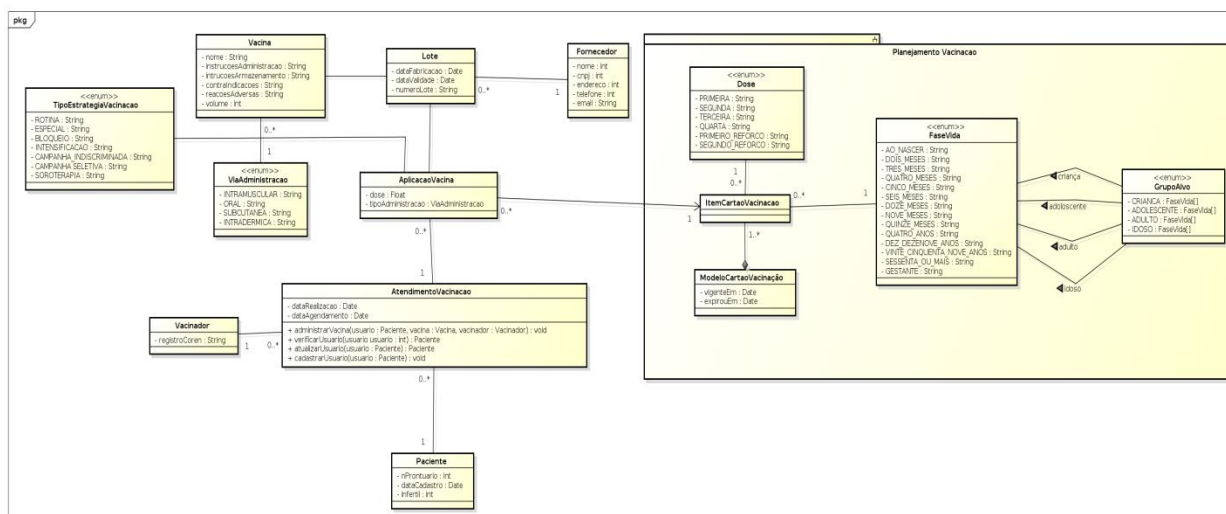 pkg
Vacina
- nome : String
- instrucoesAdministracao : String
- intrucoesArmazenamento : String
- contraIndicacoes : String
- reacoesAdversas : String
- volume : int
Lote
- dataFabricacao : Date
- dataValidade : Date
- numeroLote : String
Fornecedor
- nome : int
- cnpj : int
- endereco : int
- telefone : int
- email : String
0..*
1
<<enum>>
TipoEstrategiaVacinacao
- ROTINA : String
- ESPECIAL : String
- BLOQUEIO : String
- INTENSIFICACAO : String
- CAMPANHA_INDISCRIMINADA : String
- CAMPANHA SELETIVA : String
- SOROTERAPIA : String
0..*
1
<<enum>>
ViaAdministracao
- INTRAMUSCULAR : String
- ORAL : String
- SUBCUTANEA : String
- INTRADERMICA : String
AplicacaoVacina
- dose : Float
- tipoAdministracao : ViaAdministracao
0..*
1
0..*
1
AtendimentoVacinacao
- dataRealizacao : Date
- dataAgendamento : Date
+ administrarVacina(usuario : Paciente, vacina : Vacina, vacinador : Vacinador) : void
+ verificarUsuario(usuario usuario : int) : Paciente
+ atualizarUsuario(usuario : Paciente) : Paciente
+ cadastrarUsuario(usuario : Paciente) : void
Vacinador
- registroCoren : String
1
0..*
0..*
1
Paciente
- nProntuario : int
- dataCadastro : Date
- infertil : int
Planejamento Vacinacao
<<enum>>
Dose
- PRIMEIRA : String
- SEGUNDA : String
- TERCEIRA : String
- QUARTA : String
- PRIMEIRO_REFORCO : String
- SEGUNDO_REFORCO : String
1
0..*
ItemCartaoVacinacao
0..*
1
1..*
ModeloCartaoVacinação
- vigenteEm : Date
- expirouEm : Date
<<enum>>
FaseVida
- AO_NASCER : String
- DOIS_MESES : String
- TRES_MESES : String
- QUATRO_MESES : String
- CINCO_MESES : String
- SEIS_MESES : String
- DOZE_MESES : String
- NOVE_MESES : String
- QUINZE_MESES : String
- QUATRO_ANOS : String
- DEZ_DEZENOVE_ANOS : String
- VINTE_CINQUENTA_NOVE_ANOS : String
- SESSENTA_OU_MAIS : String
- GESTANTE : String
criança
adoloscente
adulto
idoso
<<enum>>
GrupoAlvo
- CRIANCA : FaseVida[]
- ADOLESCENTE : FaseVida[]
- ADULTO : FaseVida[]
- IDOSO : FaseVida[]